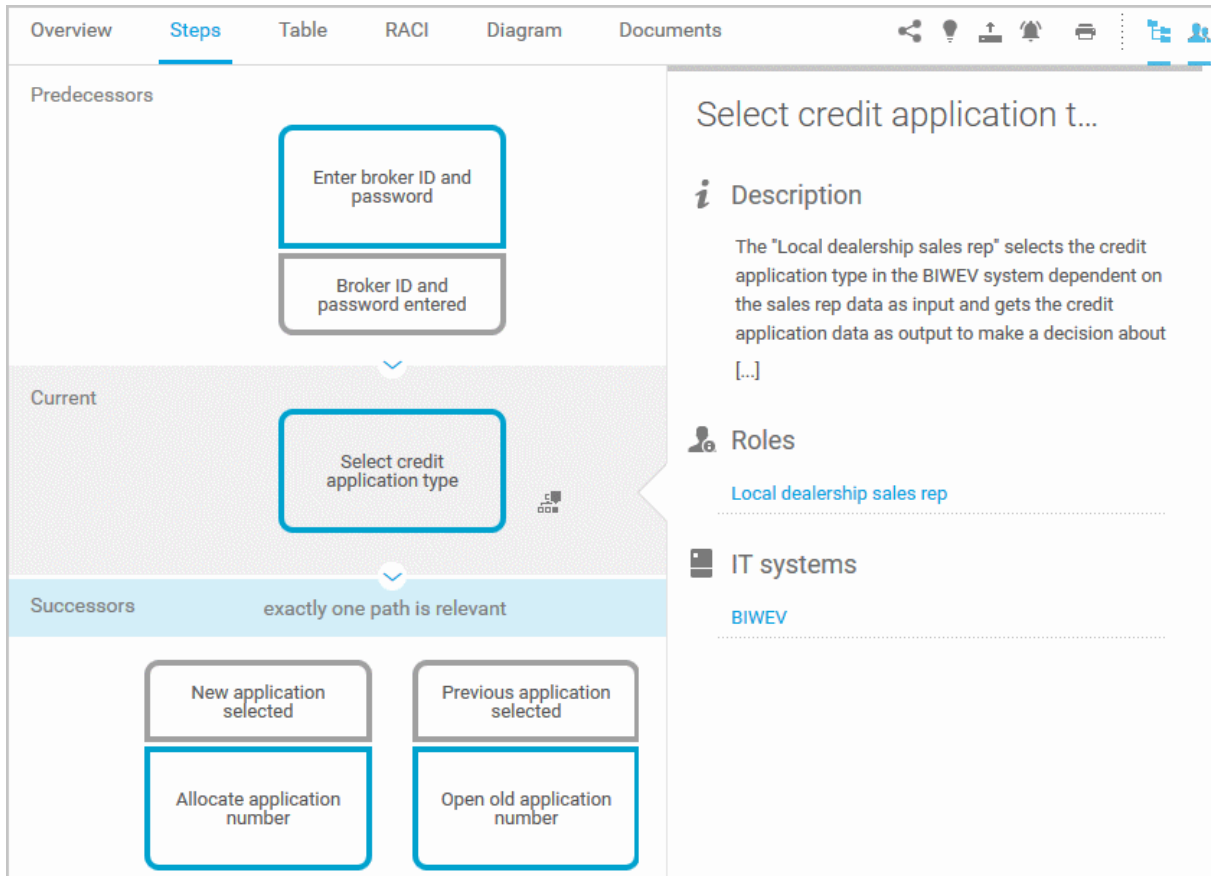 Overview Steps Table RACI Diagram Documents
Predecessors
Enter broker ID and
password
Broker ID and
password entered
Current
Select credit
application type
Successors exactly one path is relevant
New application
selected
Previous application
selected
Allocate application
number
Open old application
number
Select credit application t...
Description
The "Local dealership sales rep" selects the credit
application type in the BIWEV system dependent on
the sales rep data as input and gets the credit
application data as output to make a decision about
[...]
Roles
Local dealership sales rep
IT systems
BIWEV